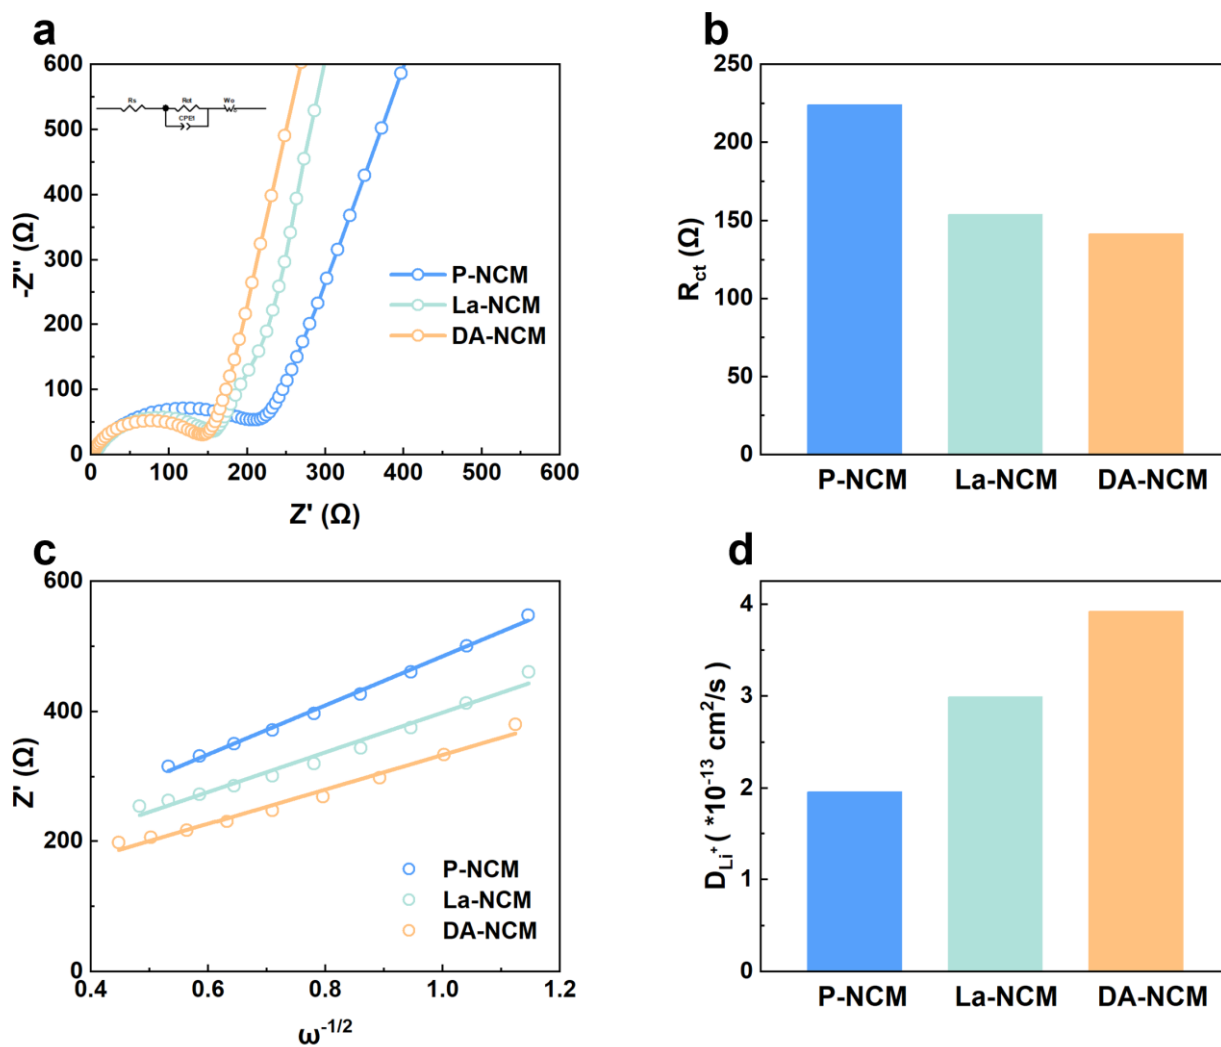 a
600
500
400
300
200
100
0
-Z'' (Ω)
Rs
Rct
Wo
CPE1
P-NCM
La-NCM
DA-NCM
0 100 200 300 400 500 600
Z' (Ω)
b
250
200
150
100
50
0
R_ct (Ω)
P-NCM La-NCM DA-NCM
c
600
400
200
0
Z' (Ω)
P-NCM
La-NCM
DA-NCM
0.4 0.6 0.8 1.0 1.2
ω^-1/2
d
4
3
2
1
0
D_Li⁺ ( *10^-13 cm²/s )
P-NCM La-NCM DA-NCM